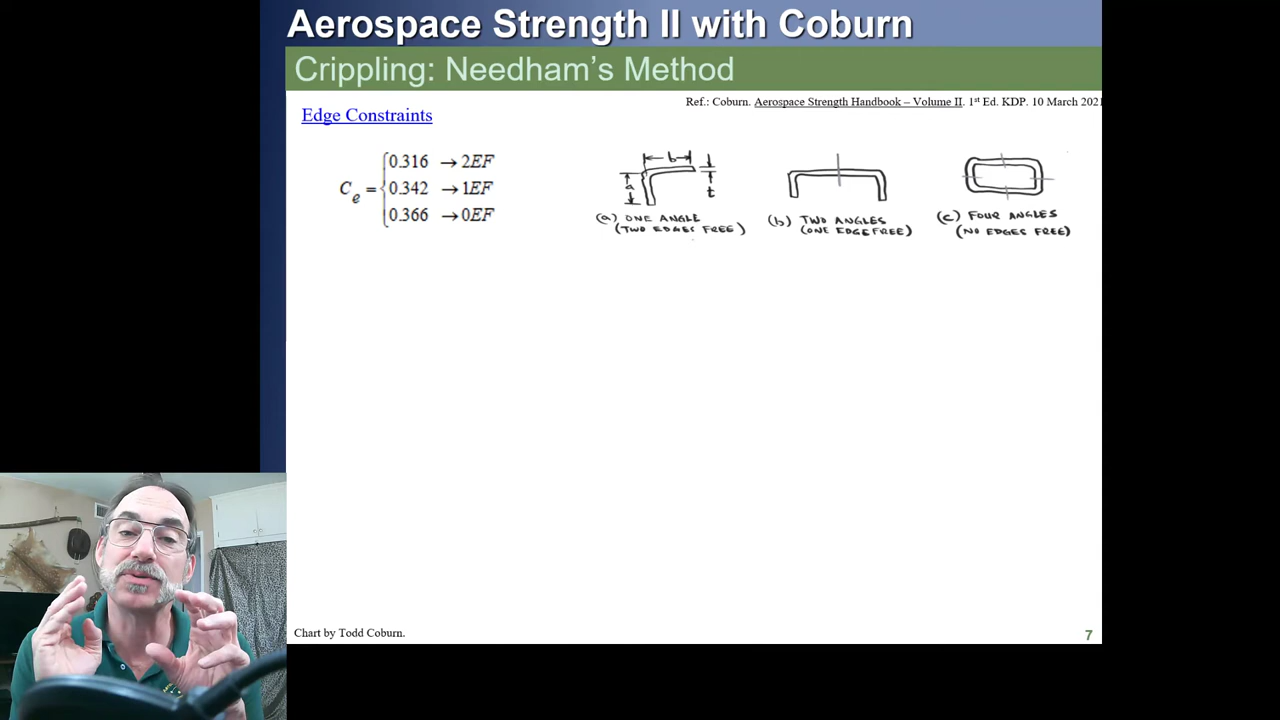 Aerospace Strength II with Coburn
Crippling: Needham's Method
Ref.: Coburn. Aerospace Strength Handbook – Volume II. 1st Ed. KDP. 10 March 2021
Edge Constraints
Ce = { 0.316 → 2EF
0.342 → 1EF
0.366 → 0EF
b
a
t
(a) ONE ANGLE
(TWO EDGES FREE)
(b) TWO ANGLES
(ONE EDGE FREE)
(c) FOUR ANGLES
(NO EDGES FREE)
Chart by Todd Coburn.
7